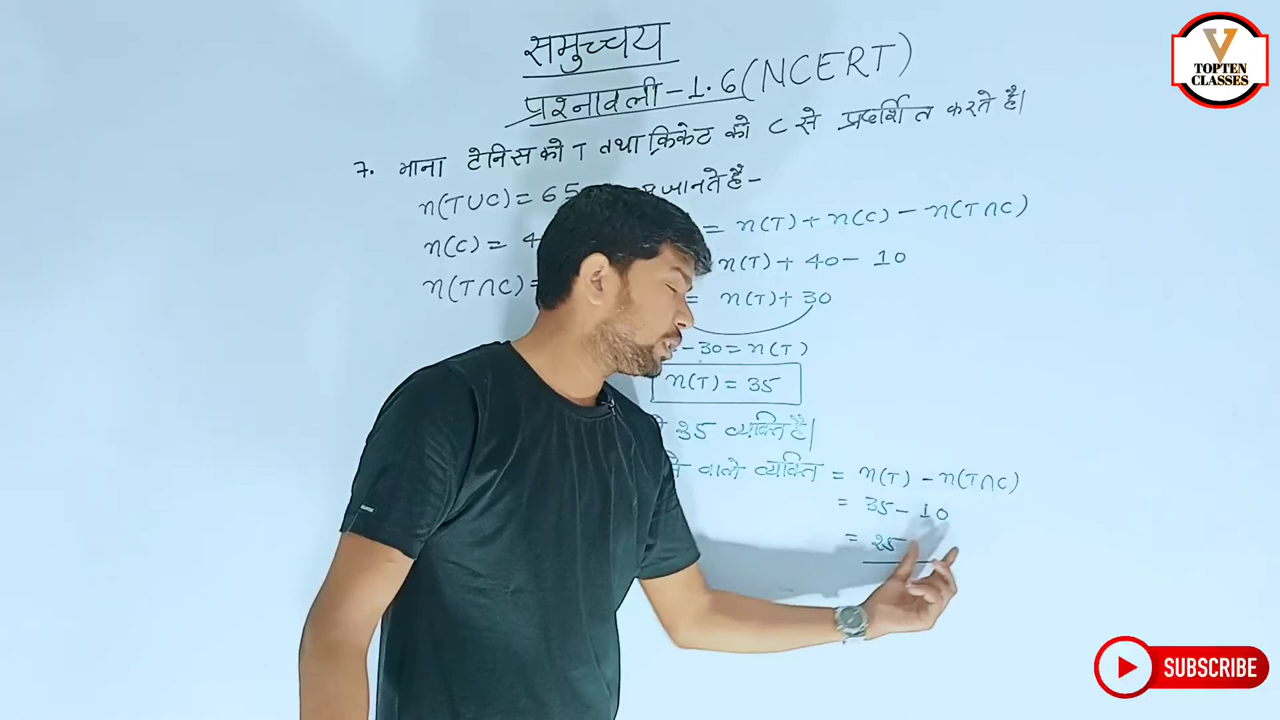 समुच्चय
प्रश्नावली-1.6 (NCERT)
7. माना टेनिस को T तथा क्रिकेट को C से प्रदर्शित करते है।
n(TUC) = 65 जानते हैं -
= n(T) + n(C) - n(T∩C)
n(C) = 4
n(T) + 40 - 10
n(T∩C) =
= n(T) + 30
- 30 = n(T)
n(T) = 35
35 व्यक्ति है।
वाले व्यक्ति = n(T) - n(T∩C)
= 35 - 10
= 25
V
TOPTEN
CLASSES
SUBSCRIBE